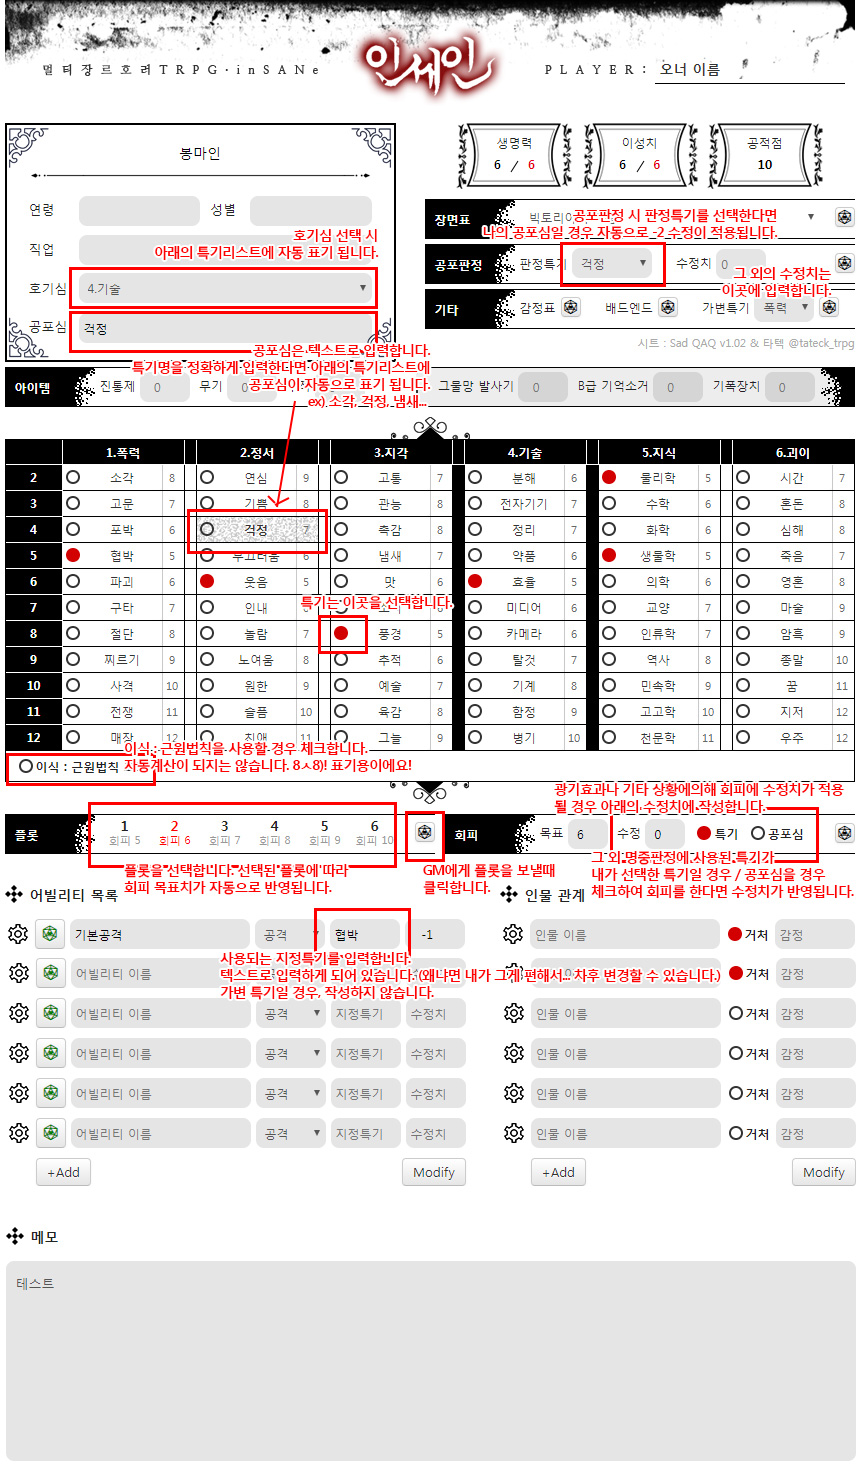 멀티장르호러TRPG·inSANe
인세인
PLAYER: 오너 이름
봉마인
연령 성별
직업
호기심 선택 시
아래의 특기리스트에 자동 표기 됩니다.
호기심 4.기술
공포심 걱정
공포심은 텍스트로 입력합니다.
특기명을 정확하게 입력한다면 아래의 특기리스트에
공포심이 자동으로 표기 됩니다.
ex) 소각, 걱정, 냄새...
생명력 이성치 공적점
6 / 6 6 / 6 10
장면표 빅토리아
공포판정 시 판정특기를 선택한다면
나의 공포심일 경우 자동으로 -2 수정이 적용됩니다.
공포판정 판정특기 걱정 수정치 0
그 외의 수정치는
이곳에 입력합니다.
기타 감정표 배드엔드 가변특기 폭력
시트 : Sad QAQ v1.02 & 타텍 @tateck_trpg
아이템 진통제 0 무기 0 그물망 발사기 0 B급 기억소거 0 기폭장치 0
1.폭력 2.정서 3.지각 4.기술 5.지식 6.괴이
2 소각 8 연심 9 고통 7 분해 6 물리학 5 시간 7
3 고문 7 기쁨 8 관능 8 전자기기 7 수학 6 혼돈 8
4 포박 6 걱정 7 촉감 8 정리 7 화학 6 심해 8
5 협박 5 부끄러움 6 냄새 7 약품 6 생물학 5 죽음 7
6 파괴 6 웃음 5 맛 6 효율 5 의학 6 영혼 8
특기는 이곳을 선택합니다.
7 구타 7 인내 6 소리 6 미디어 6 교양 7 마술 9
8 절단 8 놀람 7 풍경 5 카메라 6 인류학 7 암흑 9
9 찌르기 9 노여움 8 추적 6 탈것 7 역사 8 종말 10
10 사격 10 원한 9 예술 7 기계 8 민속학 9 꿈 11
11 전쟁 11 슬픔 10 육감 8 함정 9 고고학 10 지저 12
12 매장 12 친애 11 그늘 9 병기 10 천문학 11 우주 12
이식 : 근원법칙
이식 : 근원법칙을 사용할 경우 체크합니다.
자동계산이 되지는 않습니다. 8ㅅ8)! 표기용이에요!
플롯 1 2 3 4 5 6
회피 5 회피 6 회피 7 회피 8 회피 9 회피 10
플롯을 선택합니다. 선택된 플롯에 따라
회피 목표치가 자동으로 반영됩니다.
GM에게 플롯을 보낼때
클릭합니다.
광기효과나 기타 상황에의해 회피에 수정치가 적용
될 경우 아래의 수정치에 작성합니다.
회피 목표 6 수정 0 특기 공포심
그 외 명중판정에 사용된 특기가
내가 선택한 특기일 경우 / 공포심을 경우
체크하여 회피를 한다면 수정치가 반영됩니다.
어빌리티 목록
기본공격 공격 협박 -1
사용되는 지정특기를 입력합니다.
텍스트로 입력하게 되어 있습니다. (왜냐면 내가 그게 편해서... 차후 변경할 수 있습니다.)
가변 특기일 경우, 작성하지 않습니다.
어빌리티 이름
어빌리티 이름 공격 지정특기 수정치
어빌리티 이름 공격 지정특기 수정치
어빌리티 이름 공격 지정특기 수정치
어빌리티 이름 공격 지정특기 수정치
+Add Modify
인물 관계
인물 이름 거처 감정
거처 감정
인물 이름 거처 감정
인물 이름 거처 감정
인물 이름 거처 감정
인물 이름 거처 감정
+Add Modify
메모
테스트